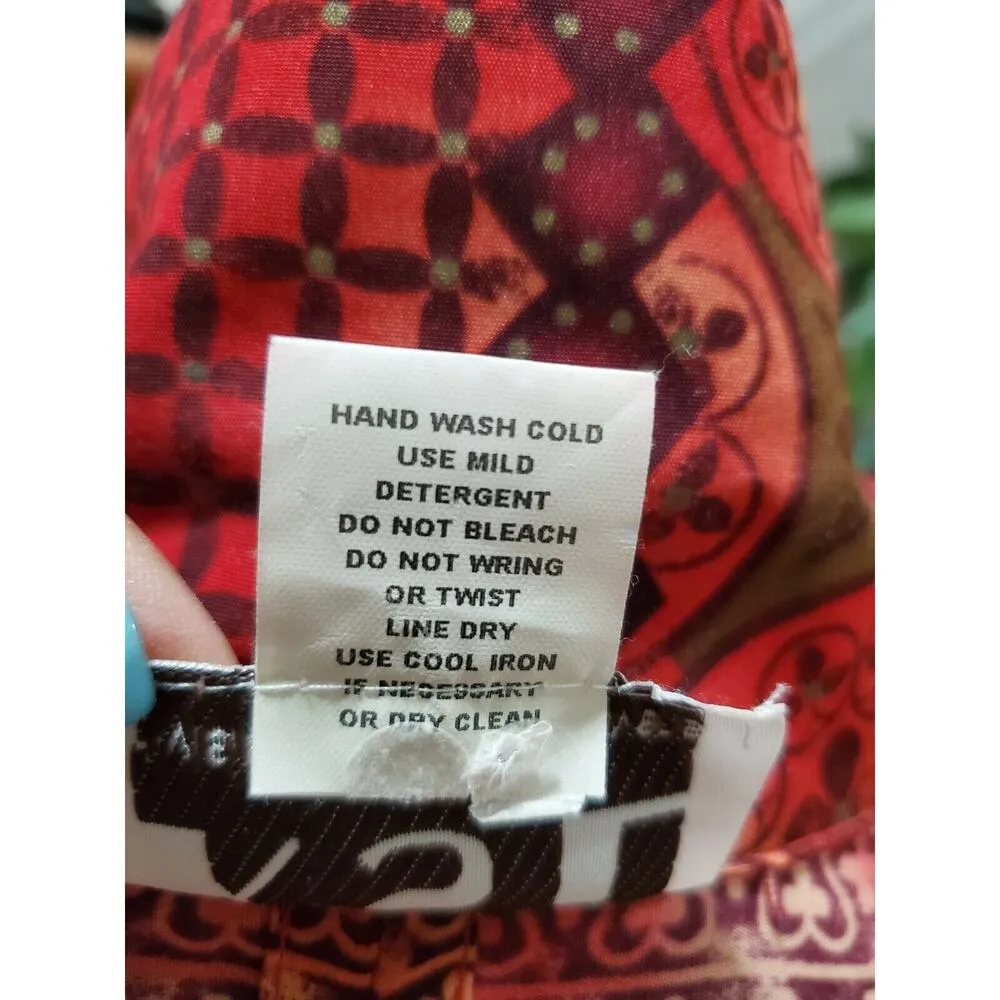 HAND WASH COLD
USE MILD
DETERGENT
DO NOT BLEACH
DO NOT WRING
OR TWIST
LINE DRY
USE COOL IRON
IF NECESSARY
OR DRY CLEAN